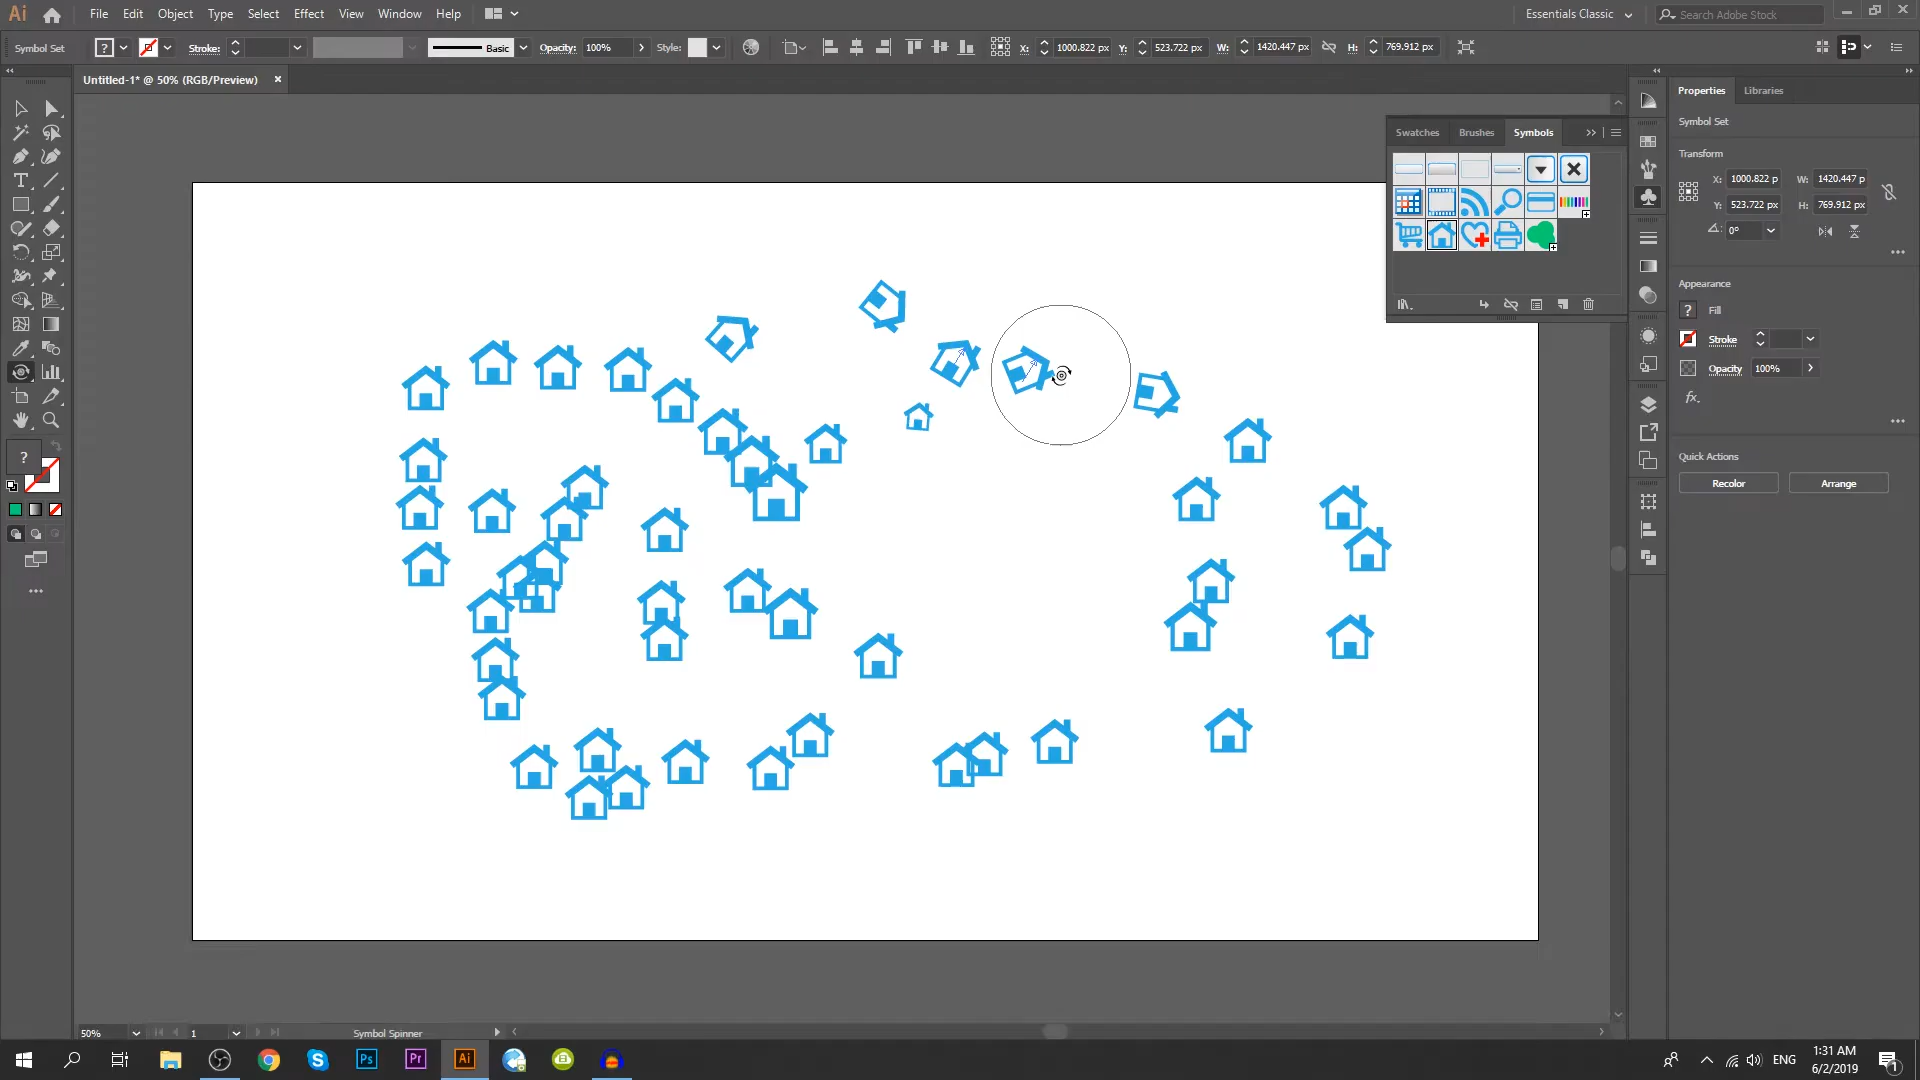 Ai File Edit Object Type Select Effect View Window Help Essentials Classic Search Adobe Stock
Symbol Set ? Stroke: Basic Opacity: 100% Style: X: 1000.822 px Y: 523.722 px W: 1420.447 px H: 769.912 px
Untitled-1* @ 50% (RGB/Preview) ×
Properties Libraries
Symbol Set
Swatches Brushes Symbols
Transform
X: 1000.822 p W: 1420.447 p
Y: 523.722 px H: 769.912 px
0°
Appearance
? Fill
Stroke
Opacity 100%
fx.
?
Quick Actions
Recolor Arrange
50% 1 Symbol Spinner
Ps Pr Ai ENG 1:31 AM
6/2/2019 1